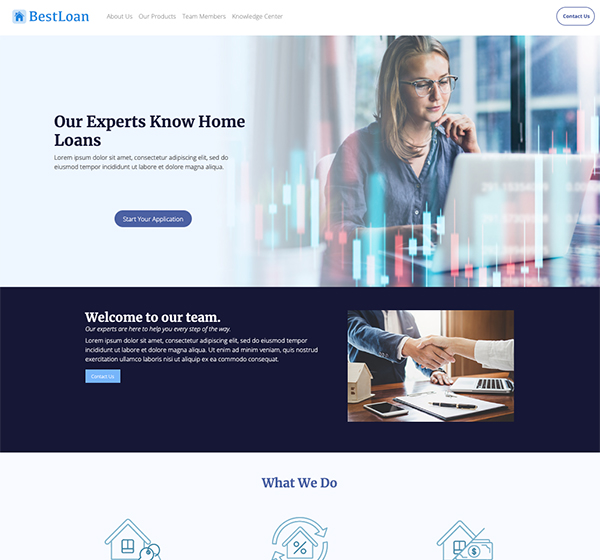 BestLoan
About Us Our Products Team Members Knowledge Center
Contact Us
Our Experts Know Home
Loans
Lorem ipsum dolor sit amet, consectetur adipiscing elit, sed do
eiusmod tempor incididunt ut labore et dolore magna aliqua.
Start Your Application
Welcome to our team.
Our experts are here to help you every step of the way.
Lorem ipsum dolor sit amet, consectetur adipiscing elit, sed do eiusmod tempor
incididunt ut labore et dolore magna aliqua. Ut enim ad minim veniam, quis nostrud
exercitation ullamco laboris nisi ut aliquip ex ea commodo consequat.
Contact Us
What We Do
%
$